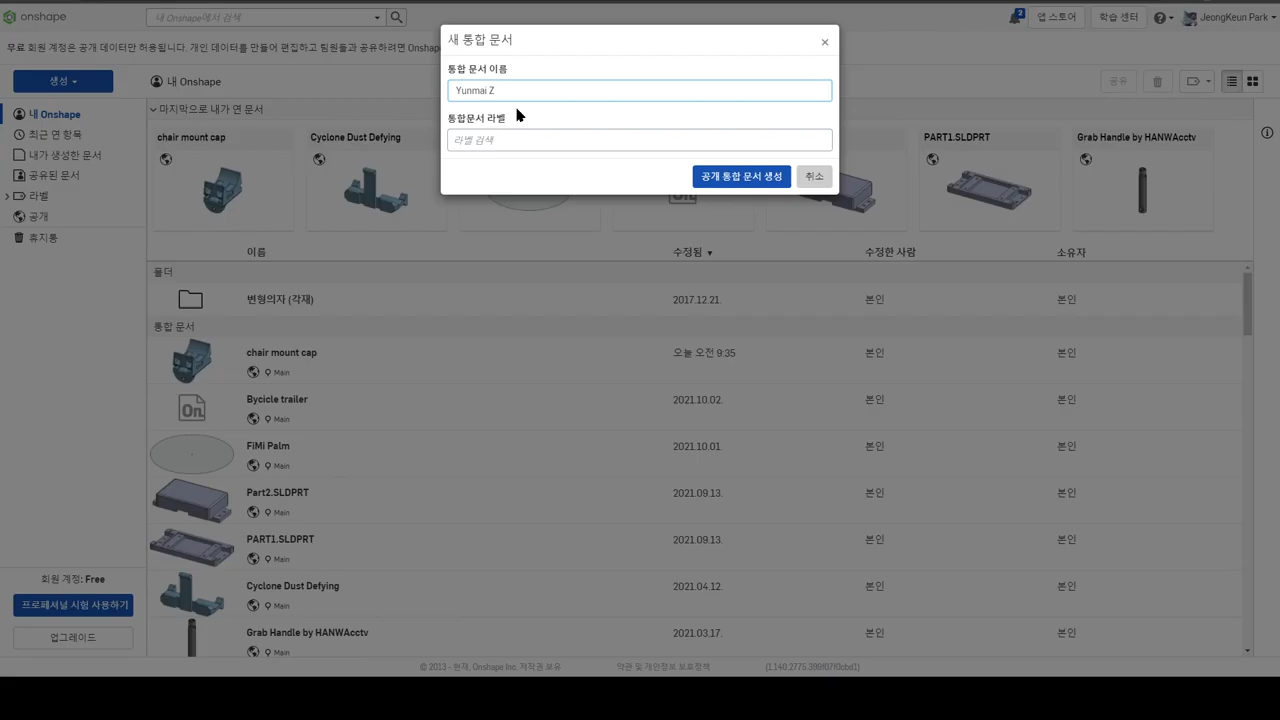 onshape
내 Onshape에서 검색
2
앱 스토어
학습 센터
JeongKeun Park
무료 회원 계정은 공개 데이터만 허용됩니다. 개인 데이터를 만들어 편집하고 팀원들과 공유하려면 Onshape
새 통합 문서
×
통합 문서 이름
Yunmai Z
통합문서 라벨
라벨 검색
공개 통합 문서 생성
취소
생성
내 Onshape
공유
내 Onshape
최근 연 항목
내가 생성한 문서
공유된 문서
라벨
공개
휴지통
마지막으로 내가 연 문서
chair mount cap
Cyclone Dust Defying
PART1.SLDPRT
Grab Handle by HANWAcctv
이름
수정됨
수정한 사람
소유자
폴더
변형의자 (각재)
2017.12.21.
본인
본인
통합 문서
chair mount cap
Main
오늘 오전 9:35
본인
본인
On
Bycicle trailer
Main
2021.10.02.
본인
본인
FiMi Palm
Main
2021.10.01.
본인
본인
Part2.SLDPRT
Main
2021.09.13.
본인
본인
PART1.SLDPRT
Main
2021.09.13.
본인
본인
Cyclone Dust Defying
Main
2021.04.12.
본인
본인
Grab Handle by HANWAcctv
Main
2021.03.17.
본인
본인
회원 계정: Free
프로페셔널 시험 사용하기
업그레이드
© 2013 - 현재, Onshape Inc. 저작권 보유
약관 및 개인정보 보호정책